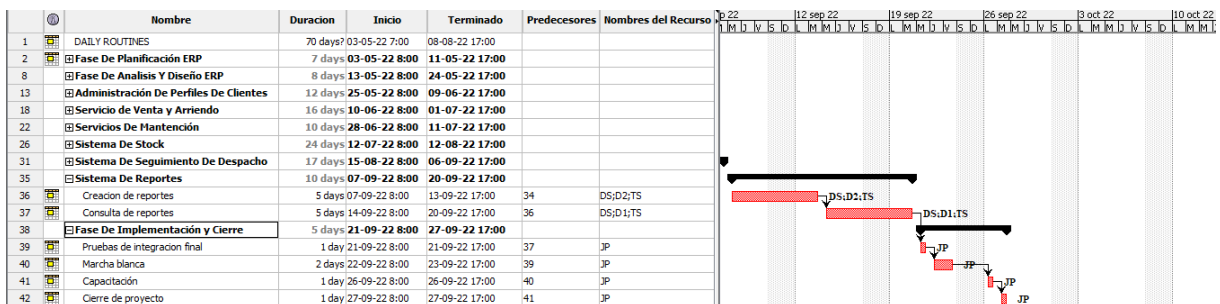 Nombre Duracion Inicio Terminado Predecesores Nombres del Recurso
p 22 12 sep 22 19 sep 22 26 sep 22 3 oct 22 10 oct 22
M J V S D L M M J V S D L M M J V S D L M M J V S D L M M J V S D L M M J
1 DAILY ROUTINES 70 days? 03-05-22 7:00 08-08-22 17:00
2 Fase De Planificación ERP 7 days 03-05-22 8:00 11-05-22 17:00
8 Fase De Analisis Y Diseño ERP 8 days 13-05-22 8:00 24-05-22 17:00
13 Administración De Perfiles De Clientes 12 days 25-05-22 8:00 09-06-22 17:00
18 Servicio de Venta y Arriendo 16 days 10-06-22 8:00 01-07-22 17:00
22 Servicios De Mantención 10 days 28-06-22 8:00 11-07-22 17:00
26 Sistema De Stock 24 days 12-07-22 8:00 12-08-22 17:00
31 Sistema De Seguimiento De Despacho 17 days 15-08-22 8:00 06-09-22 17:00
35 Sistema De Reportes 10 days 07-09-22 8:00 20-09-22 17:00
36 Creacion de reportes 5 days 07-09-22 8:00 13-09-22 17:00 34 DS;D2;TS DS;D2;TS
37 Consulta de reportes 5 days 14-09-22 8:00 20-09-22 17:00 36 DS;D1;TS DS;D1;TS
38 Fase De Implementación y Cierre 5 days 21-09-22 8:00 27-09-22 17:00
39 Pruebas de integracion final 1 day 21-09-22 8:00 21-09-22 17:00 37 JP JP
40 Marcha blanca 2 days 22-09-22 8:00 23-09-22 17:00 39 JP JP
41 Capacitación 1 day 26-09-22 8:00 26-09-22 17:00 40 JP JP
42 Cierre de proyecto 1 day 27-09-22 8:00 27-09-22 17:00 41 JP JP